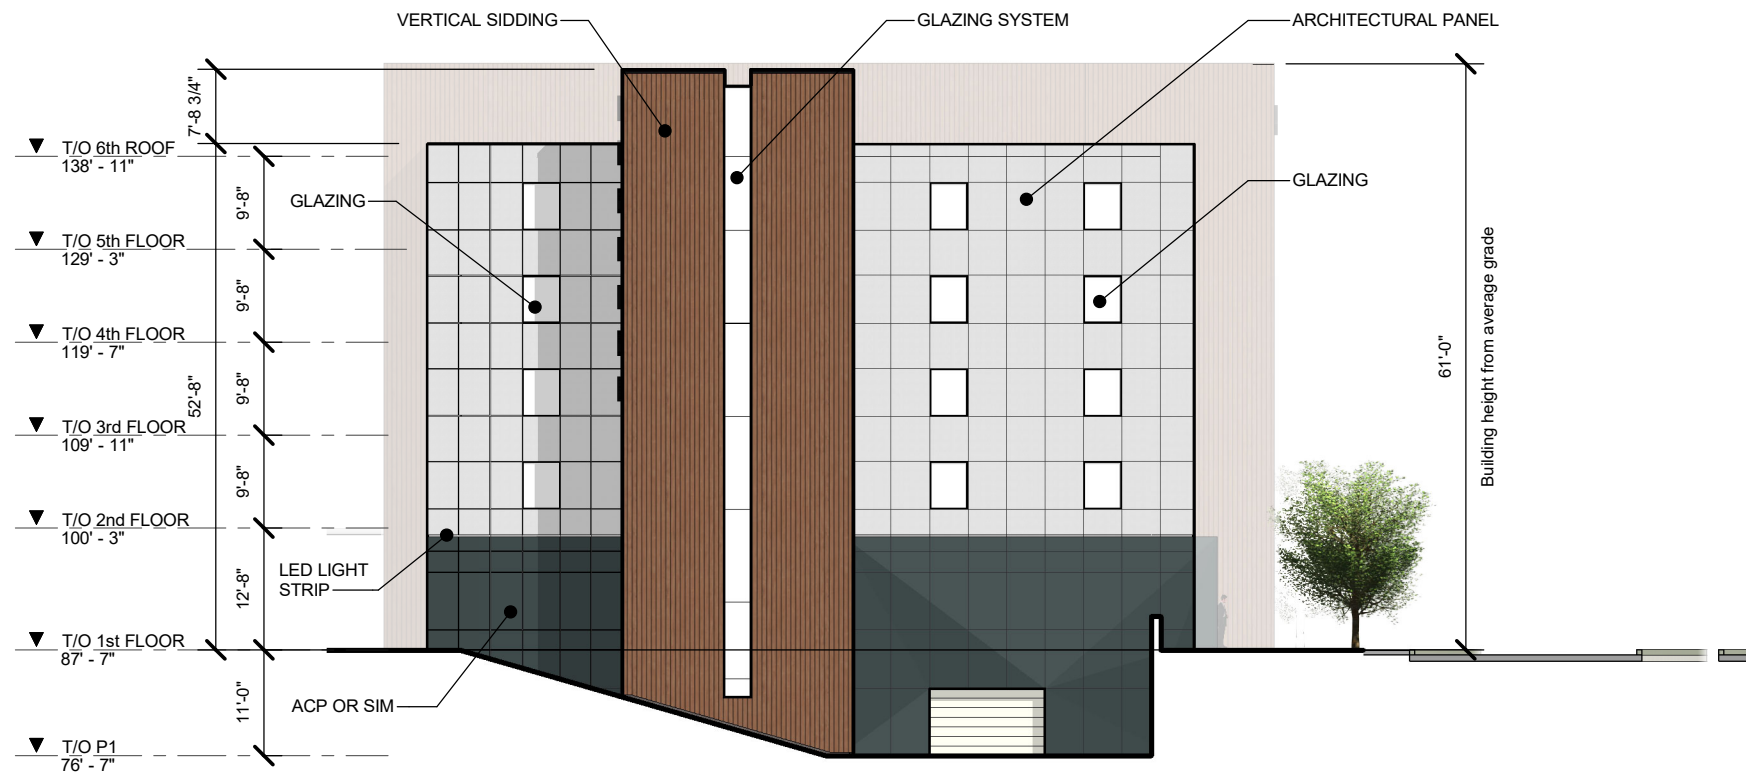 VERTICAL SIDDING
GLAZING SYSTEM
ARCHITECTURAL PANEL
7'-8 3/4"
T/O 6th ROOF
138' - 11"
GLAZING
GLAZING
9'-8"
T/O 5th FLOOR
129' - 3"
9'-8"
T/O 4th FLOOR
119' - 7"
9'-8"
52'-8"
61'-0"
Building height from average grade
T/O 3rd FLOOR
109' - 11"
9'-8"
T/O 2nd FLOOR
100' - 3"
LED LIGHT
STRIP
12'-8"
T/O 1st FLOOR
87' - 7"
ACP OR SIM
11'-0"
T/O P1
76' - 7"